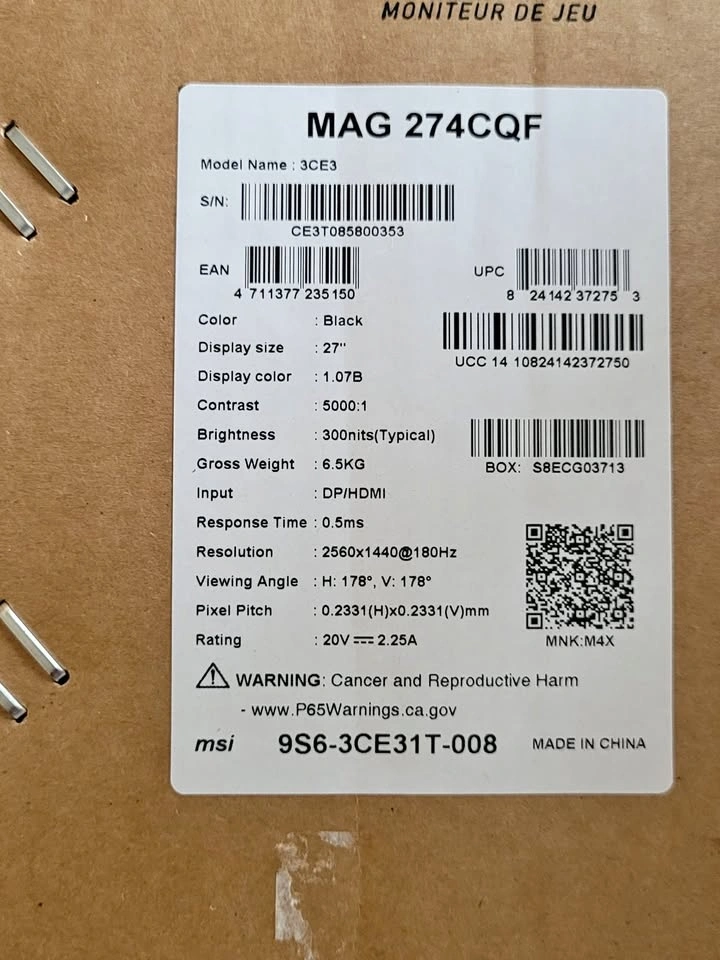 MONITEUR DE JEU
MAG 274CQF
Model Name : 3CE3
S/N:
CE3T085800353
EAN
4 711377 235150
UPC
8 24142 37275 3
Color : Black
UCC 14 10824142372750
Display size : 27"
Display color : 1.07B
Contrast : 5000:1
Brightness : 300nits(Typical)
BOX: S8ECG03713
Gross Weight : 6.5KG
Input : DP/HDMI
Response Time : 0.5ms
Resolution : 2560x1440@180Hz
Viewing Angle : H: 178°, V: 178°
Pixel Pitch : 0.2331(H)x0.2331(V)mm
Rating : 20V ⎓ 2.25A
MNK:M4X
⚠ WARNING: Cancer and Reproductive Harm
- www.P65Warnings.ca.gov
msi 9S6-3CE31T-008 MADE IN CHINA